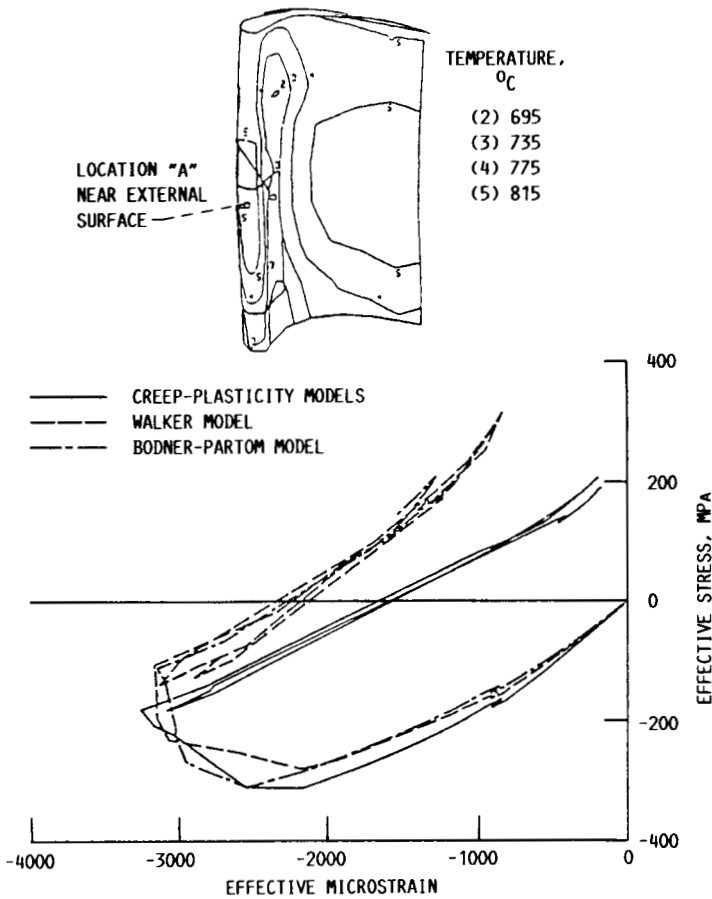 TEMPERATURE,
°C
(2) 695
(3) 735
(4) 775
(5) 815
LOCATION "A"
NEAR EXTERNAL
SURFACE
CREEP-PLASTICITY MODELS
WALKER MODEL
BODNER-PARTOM MODEL
400
200
0
-200
-400
EFFECTIVE STRESS, MPA
-4000 -3000 -2000 -1000 0
EFFECTIVE MICROSTRAIN